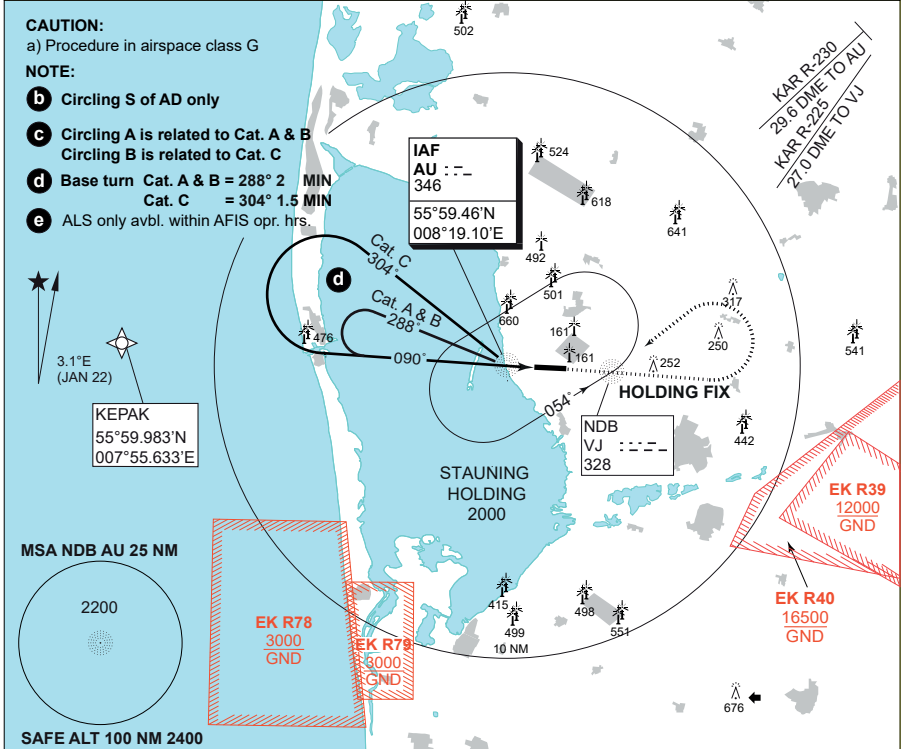 CAUTION:
a) Procedure in airspace class G
NOTE:
b Circling S of AD only
c Circling A is related to Cat. A & B
Circling B is related to Cat. C
d Base turn Cat. A & B = 288° 2 MIN
Cat. C = 304° 1.5 MIN
e ALS only avbl. within AFIS opr. hrs.
502
KAR R-230
29.6 DME TO AU
KAR R-225
27.0 DME TO VJ
IAF
AU
346
55°59.46'N
008°19.10'E
524
618
641
492
501
660
161
161
317
250
252
541
442
476
Cat. C
304°
d
Cat. A & B
288°
090°
054°
HOLDING FIX
NDB
VJ
328
3.1°E
(JAN 22)
KEPAK
55°59.983'N
007°55.633'E
STAUNING
HOLDING
2000
EK R39
12000
GND
EK R40
16500
GND
MSA NDB AU 25 NM
2200
SAFE ALT 100 NM 2400
EK R78
3000
GND
EK R79
3000
GND
415
499
498
551
10 NM
676